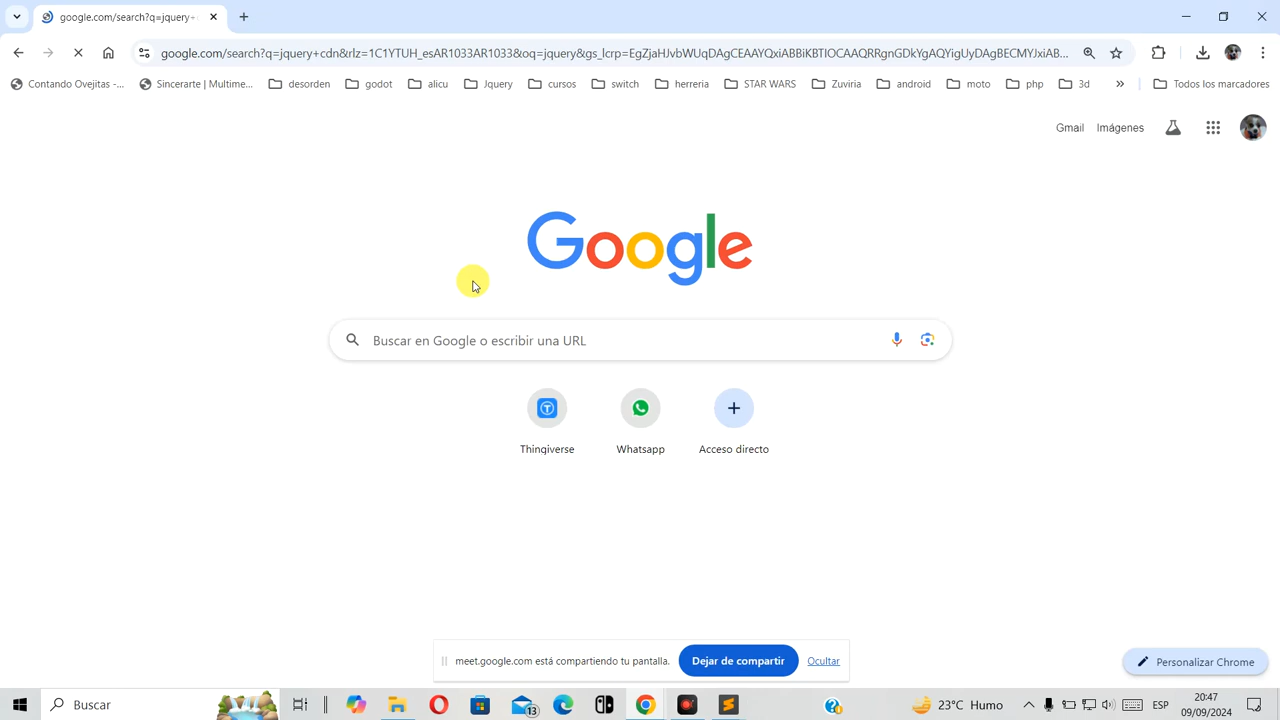 google.com/search?q=jquery+
google.com/search?q=jquery+cdn&rlz=1C1YTUH_esAR1033AR1033&oq=jquery&gs_lcrp=EgZjaHJvbWUqDAgCEAAYQxiABBiKBTIOCAAQRRgnGDkYgAQYigUyDAgBECMYJxiAB...
Contando Ovejitas -... Sincerarte | Multime... desorden godot alicu Jquery cursos switch herreria STAR WARS Zuviria android moto php 3d » Todos los marcadores
Gmail Imágenes
Google
Buscar en Google o escribir una URL
Thingiverse Whatsapp Acceso directo
meet.google.com está compartiendo tu pantalla. Dejar de compartir Ocultar
Personalizar Chrome
Buscar 13 23°C Humo ESP 20:47
09/09/2024